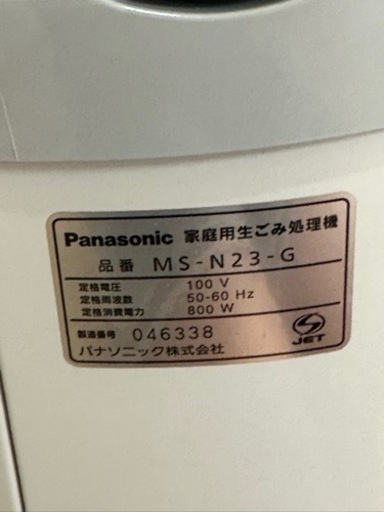 Panasonic 家庭用生ごみ処理機
品番 MS-N23-G
定格電圧 100 V
定格周波数 50-60 Hz
定格消費電力 800 W
製造番号 046338
パナソニック株式会社
S
JET